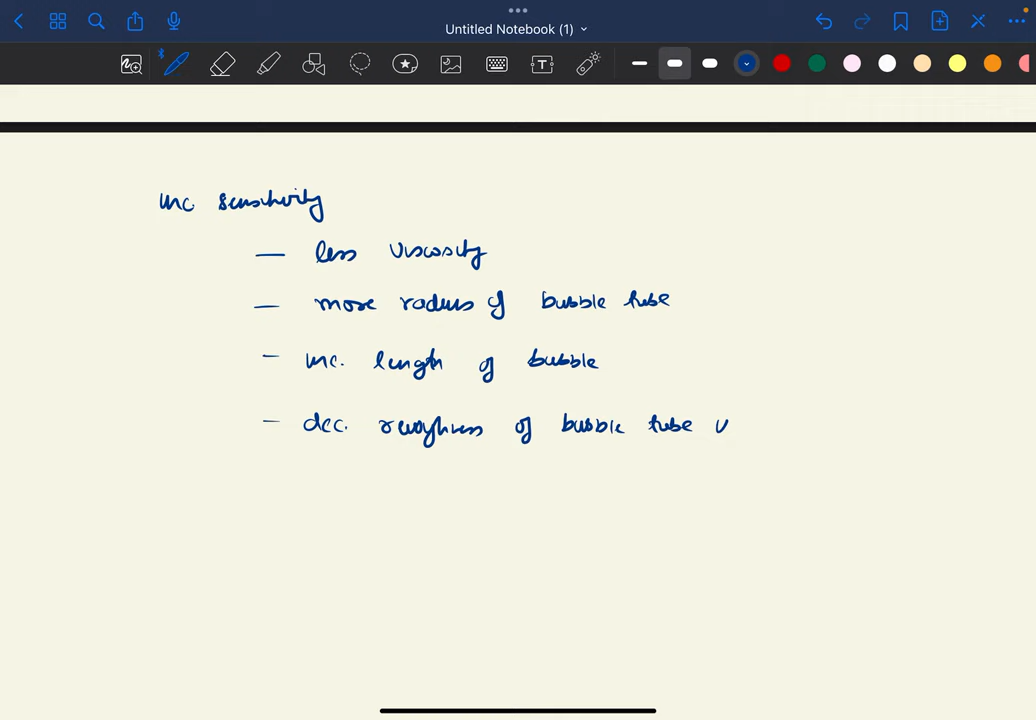 Untitled Notebook (1)
inc. sensitivity
— less viscosity
— more radius of bubble tube
- inc. length of bubble
- dec. roughness of bubble tube